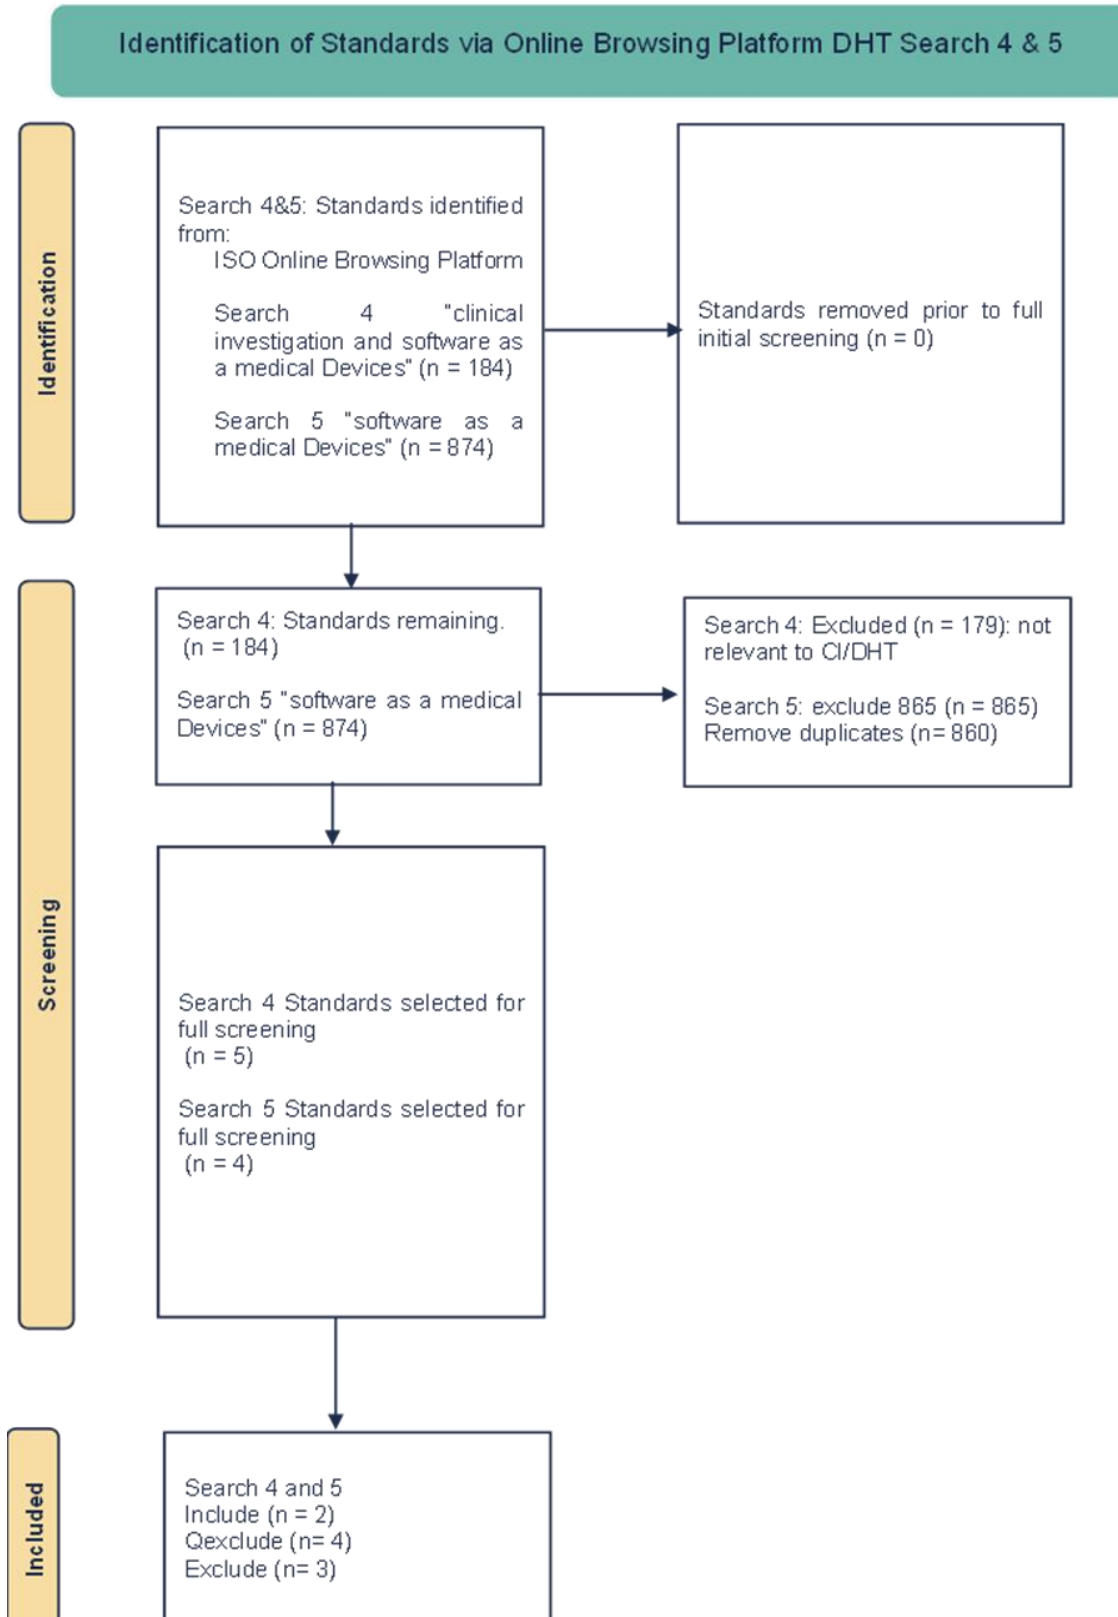 Identification of Standards via Online Browsing Platform DHT Search 4 & 5
Identification
Search 4&5: Standards identified
from:
ISO Online Browsing Platform
Search 4 "clinical
investigation and software as
a medical Devices" (n = 184)
Search 5 "software as a
medical Devices" (n = 874)
Standards removed prior to full
initial screening (n = 0)
Screening
Search 4: Standards remaining.
(n = 184)
Search 5 "software as a medical
Devices" (n = 874)
Search 4: Excluded (n = 179): not
relevant to CI/DHT
Search 5: exclude 865 (n = 865)
Remove duplicates (n= 860)
Search 4 Standards selected for
full screening
(n = 5)
Search 5 Standards selected for
full screening
(n = 4)
Included
Search 4 and 5
Include (n = 2)
Qexclude (n= 4)
Exclude (n= 3)